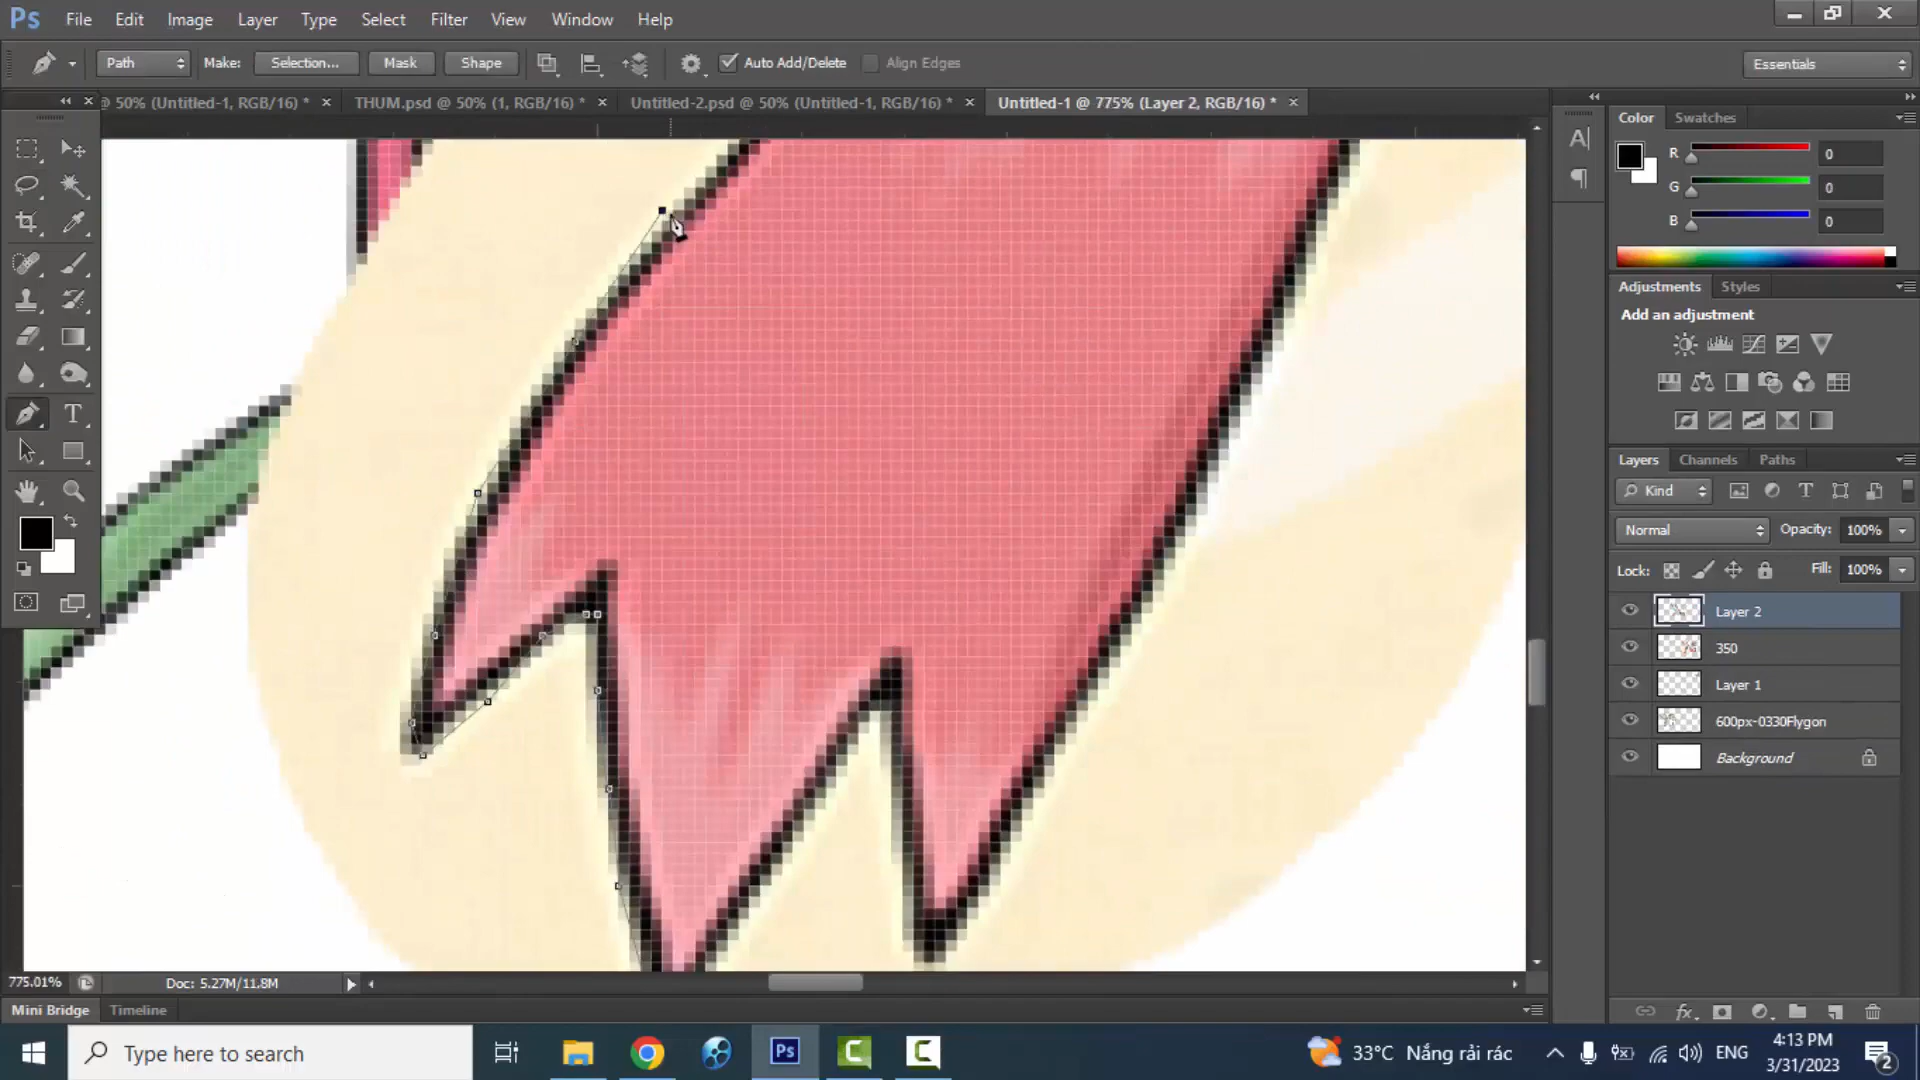 Ps File Edit Image Layer Type Select Filter View Window Help
Path Make: Selection... Mask Shape Auto Add/Delete Align Edges Essentials
@ 50% (Untitled-1, RGB/16) * × THUM.psd @ 50% (1, RGB/16) * × Untitled-2.psd @ 50% (Untitled-1, RGB/16) * × Untitled-1 @ 775% (Layer 2, RGB/16) * ×
Color Swatches
R 0
G 0
B 0
Adjustments Styles
Add an adjustment
Layers Channels Paths
Kind
Normal Opacity: 100%
Lock: Fill: 100%
Layer 2
350
Layer 1
600px-0330Flygon
Background
775.01% Doc: 5.27M/11.8M
Mini Bridge Timeline
Type here to search
33°C Nắng rải rác ENG
4:13 PM
3/31/2023
2